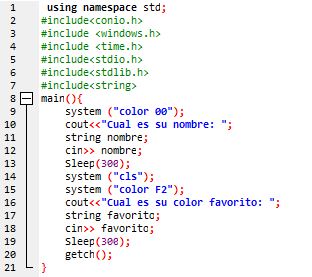 1 using namespace std;
2 #include<conio.h>
3 #include <windows.h>
4 #include <time.h>
5 #include<stdio.h>
6 #include<stdlib.h>
7 #include<string>
8 main(){
9 system ("color 00");
10 cout<<"Cual es su nombre: ";
11 string nombre;
12 cin>> nombre;
13 Sleep(300);
14 system ("cls");
15 system ("color F2");
16 cout<<"Cual es su color favorito: ";
17 string favorito;
18 cin>> favorito;
19 Sleep(300);
20 getch();
21 }